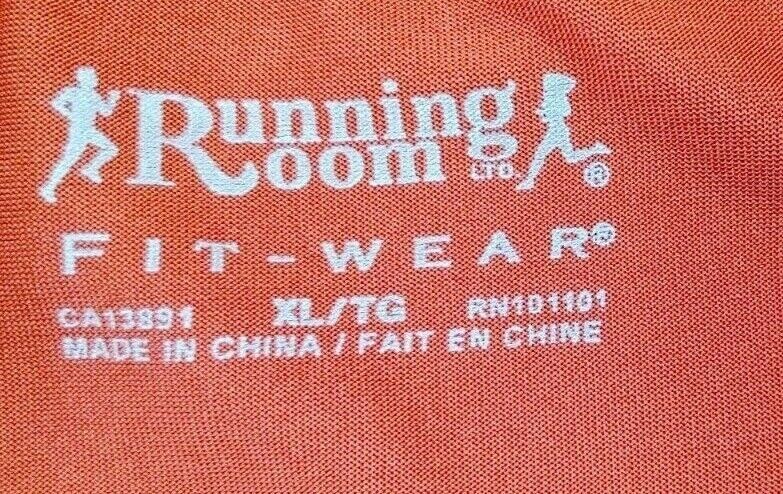 Running
Room LTD ®
FIT-WEAR®
CA13891 XL/TG RN101101
MADE IN CHINA / FAIT EN CHINE